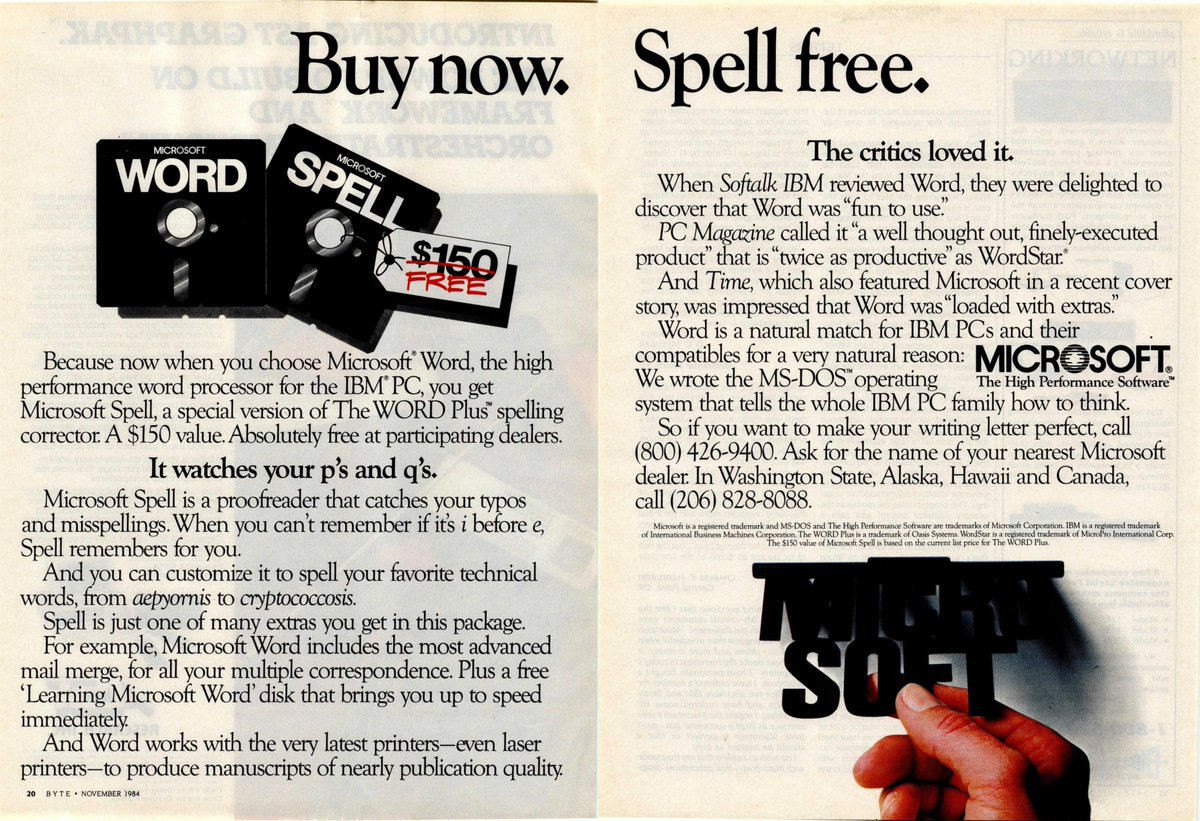 Buy now.
MICROSOFT
WORD
MICROSOFT
SPELL
$150
FREE
Because now when you choose Microsoft® Word, the high
performance word processor for the IBM® PC, you get
Microsoft Spell, a special version of The WORD Plus™ spelling
corrector. A $150 value. Absolutely free at participating dealers.
It watches your p's and q's.
Microsoft Spell is a proofreader that catches your typos
and misspellings. When you can't remember if it's i before e,
Spell remembers for you.
And you can customize it to spell your favorite technical
words, from aepyornis to cryptococcosis.
Spell is just one of many extras you get in this package.
For example, Microsoft Word includes the most advanced
mail merge, for all your multiple correspondence. Plus a free
‘Learning Microsoft Word’ disk that brings you up to speed
immediately.
And Word works with the very latest printers—even laser
printers—to produce manuscripts of nearly publication quality.
20 BYTE • NOVEMBER 1984
Spell free.
The critics loved it.
When Softalk IBM reviewed Word, they were delighted to
discover that Word was “fun to use.”
PC Magazine called it “a well thought out, finely-executed
product” that is “twice as productive” as WordStar.®
And Time, which also featured Microsoft in a recent cover
story, was impressed that Word was “loaded with extras.”
Word is a natural match for IBM PCs and their
compatibles for a very natural reason:
We wrote the MS-DOS™ operating
system that tells the whole IBM PC family how to think.
MICROSOFT®
The High Performance Software™
So if you want to make your writing letter perfect, call
(800) 426-9400. Ask for the name of your nearest Microsoft
dealer. In Washington State, Alaska, Hawaii and Canada,
call (206) 828-8088.
Microsoft is a registered trademark and MS-DOS and The High Performance Software are trademarks of Microsoft Corporation. IBM is a registered trademark
of International Business Machines Corporation. The WORD Plus is a trademark of Oasis Systems. WordStar is a registered trademark of MicroPro International Corp.
The $150 value of Microsoft Spell is based on the current list price for The WORD Plus.
MICRO
SOFT